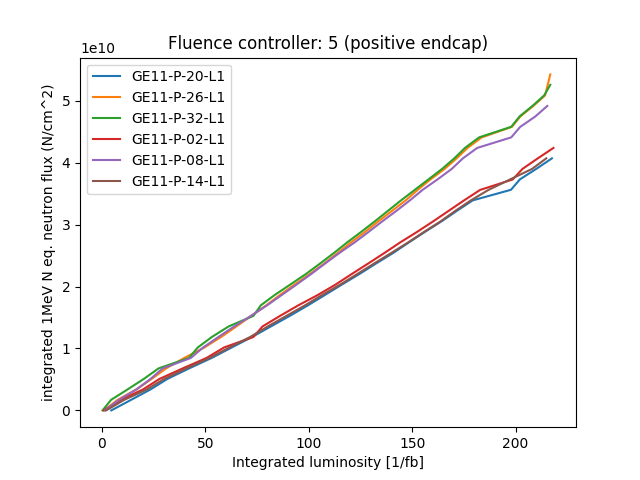 Fluence controller: 5 (positive endcap)
1e10
GE11-P-20-L1
GE11-P-26-L1
GE11-P-32-L1
GE11-P-02-L1
GE11-P-08-L1
GE11-P-14-L1
integrated 1MeV N eq. neutron flux (N/cm^2)
5
4
3
2
1
0
0 50 100 150 200
Integrated luminosity [1/fb]